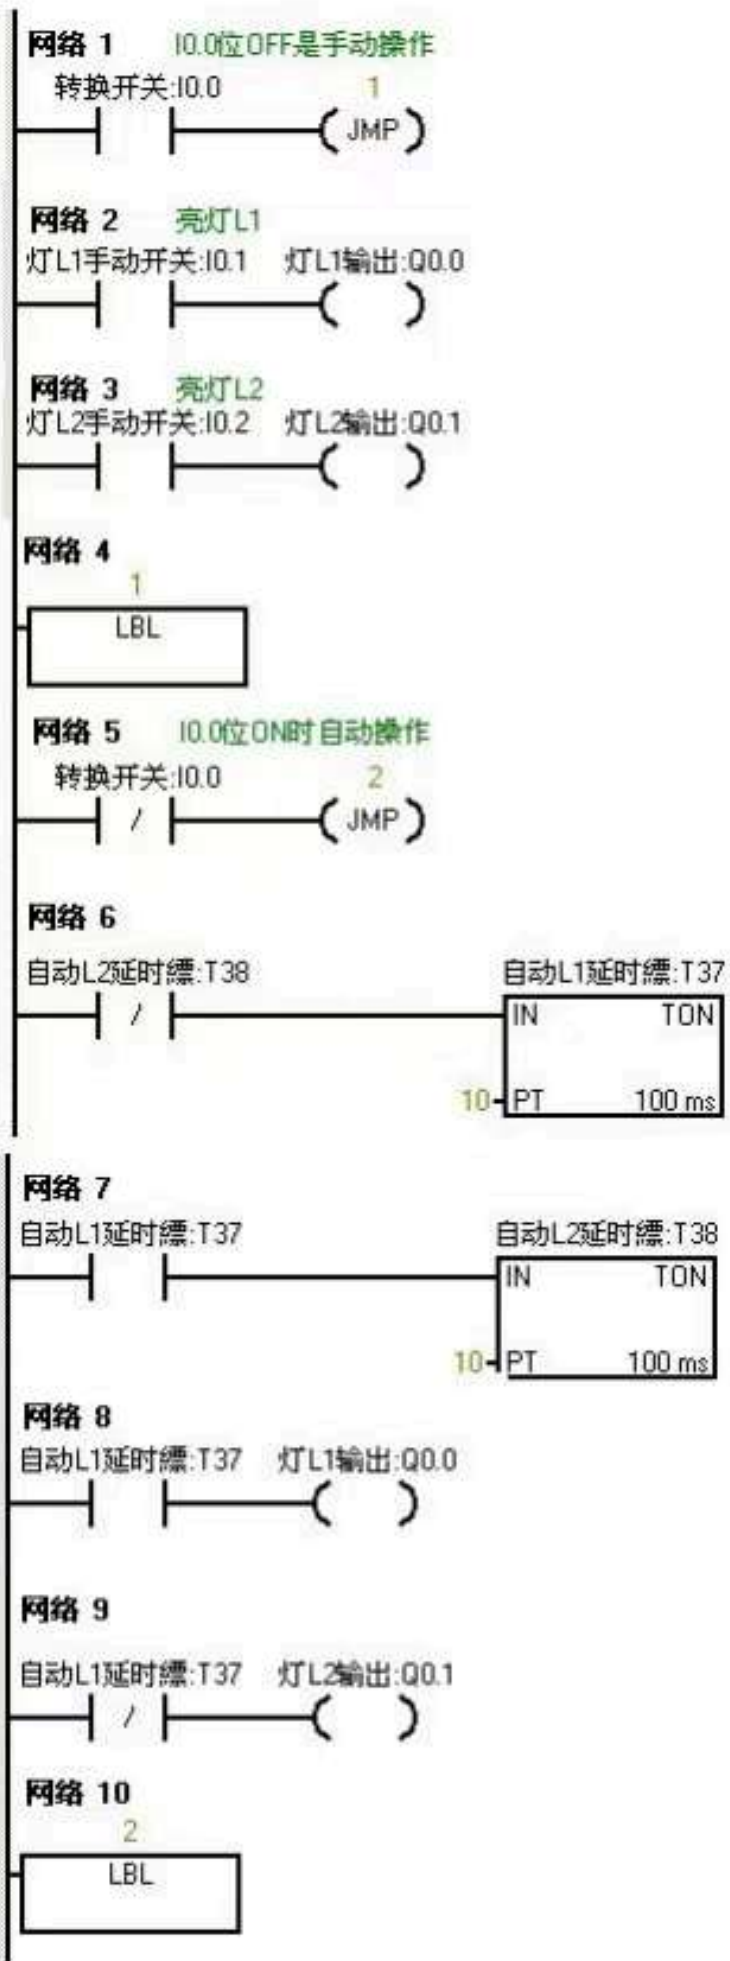 网络 1 I0.0位OFF是手动操作
转换开关:I0.0 1
JMP
网络 2 亮灯L1
灯L1手动开关:I0.1 灯L1输出:Q0.0
网络 3 亮灯L2
灯L2手动开关:I0.2 灯L2输出:Q0.1
网络 4
1
LBL
网络 5 I0.0位ON时自动操作
转换开关:I0.0 2
/ JMP
网络 6
自动L2延时缥:T38 自动L1延时缥:T37
/ IN TON
10 PT 100 ms
网络 7
自动L1延时缥:T37 自动L2延时缥:T38
IN TON
10 PT 100 ms
网络 8
自动L1延时缥:T37 灯L1输出:Q0.0
网络 9
自动L1延时缥:T37 灯L2输出:Q0.1
/
网络 10
2
LBL